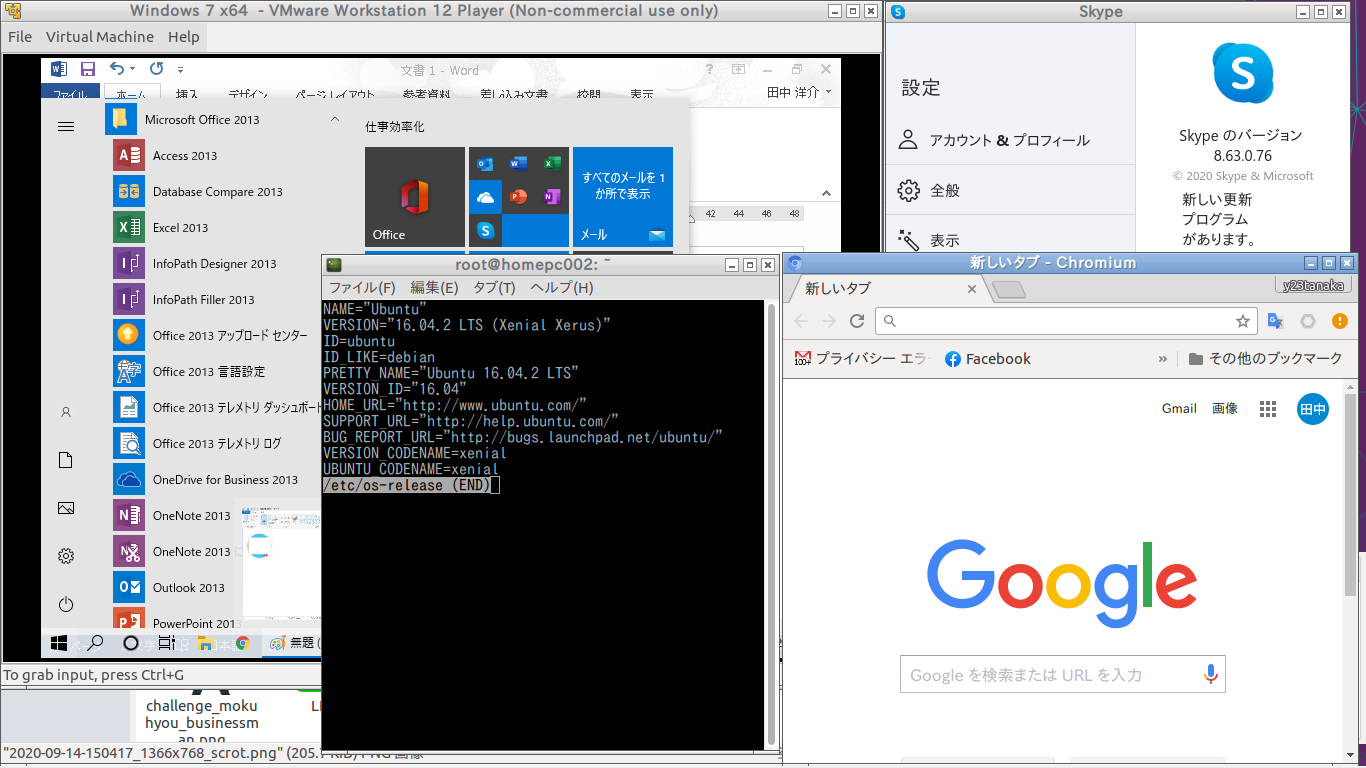 Windows 7 x64 - VMware Workstation 12 Player (Non-commercial use only)
File Virtual Machine Help
文書 1 - Word
ファイル ホーム 挿入 デザイン ページ レイアウト 参考資料 差し込み文書 校閲 表示 田中 洋介
Microsoft Office 2013
Access 2013
Database Compare 2013
Excel 2013
InfoPath Designer 2013
InfoPath Filler 2013
Office 2013 アップロード センター
Office 2013 言語設定
Office 2013 テレメトリ ダッシュボード
Office 2013 テレメトリ ログ
OneDrive for Business 2013
OneNote 2013
OneNote 2013
Outlook 2013
PowerPoint 2013
仕事効率化
Office
すべてのメールを 1
か所で表示
メール
42 44 46 48
無題 (
To grab input, press Ctrl+G
challenge_moku
hyou_businessm
an.png
"2020-09-14-150417_1366x768_scrot.png" (205.7 KiB) PNG 画像
Skype
設定
アカウント & プロフィール
全般
表示
Skype のバージョン
8.63.0.76
© 2020 Skype & Microsoft
新しい更新
プログラム
があります。
root@homepc002: ~
ファイル(F) 編集(E) タブ(T) ヘルプ(H)
NAME="Ubuntu"
VERSION="16.04.2 LTS (Xenial Xerus)"
ID=ubuntu
ID_LIKE=debian
PRETTY_NAME="Ubuntu 16.04.2 LTS"
VERSION_ID="16.04"
HOME_URL="http://www.ubuntu.com/"
SUPPORT_URL="http://help.ubuntu.com/"
BUG_REPORT_URL="http://bugs.launchpad.net/ubuntu/"
VERSION_CODENAME=xenial
UBUNTU_CODENAME=xenial
/etc/os-release (END)
新しいタブ - Chromium
新しいタブ
y23tanaka
100+ プライバシー エラー Facebook » その他のブックマーク
Gmail 画像 田中
Google
Google を検索または URL を入力